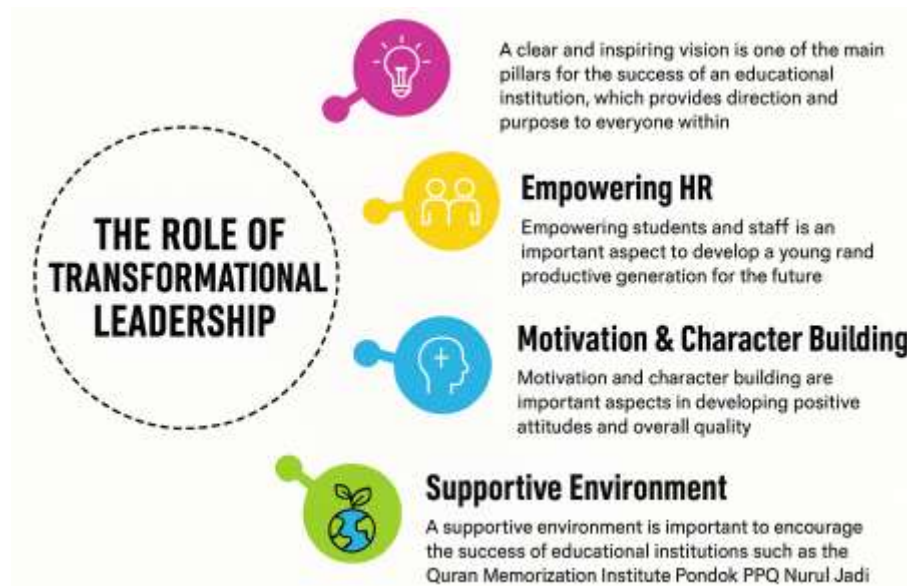 THE ROLE OF
TRANSFORMATIONAL
LEADERSHIP
A clear and inspiring vision is one of the main
pillars for the success of an educational
institution, which provides direction and
purpose to everyone within
Empowering HR
Empowering students and staff is an
important aspect to develop a young rand
productive generation for the future
Motivation & Character Building
Motivation and character building are
important aspects in developing positive
attitudes and overall quality
Supportive Environment
A supportive environment is important to encourage
the success of educational institutions such as the
Quran Memorization Institute Pondok PPQ Nurul Jadi